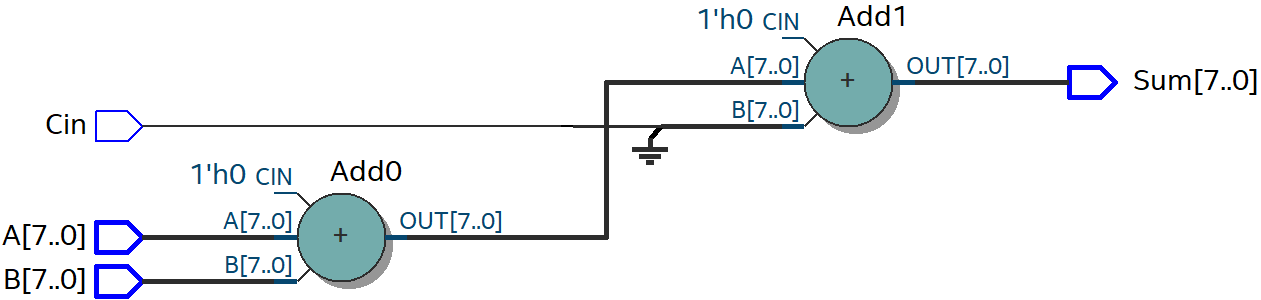 Add1
1'h0 CIN
A[7..0]
+
OUT[7..0]
Sum[7..0]
B[7..0]
Cin
Add0
1'h0 CIN
A[7..0]
A[7..0]
+
OUT[7..0]
B[7..0]
B[7..0]